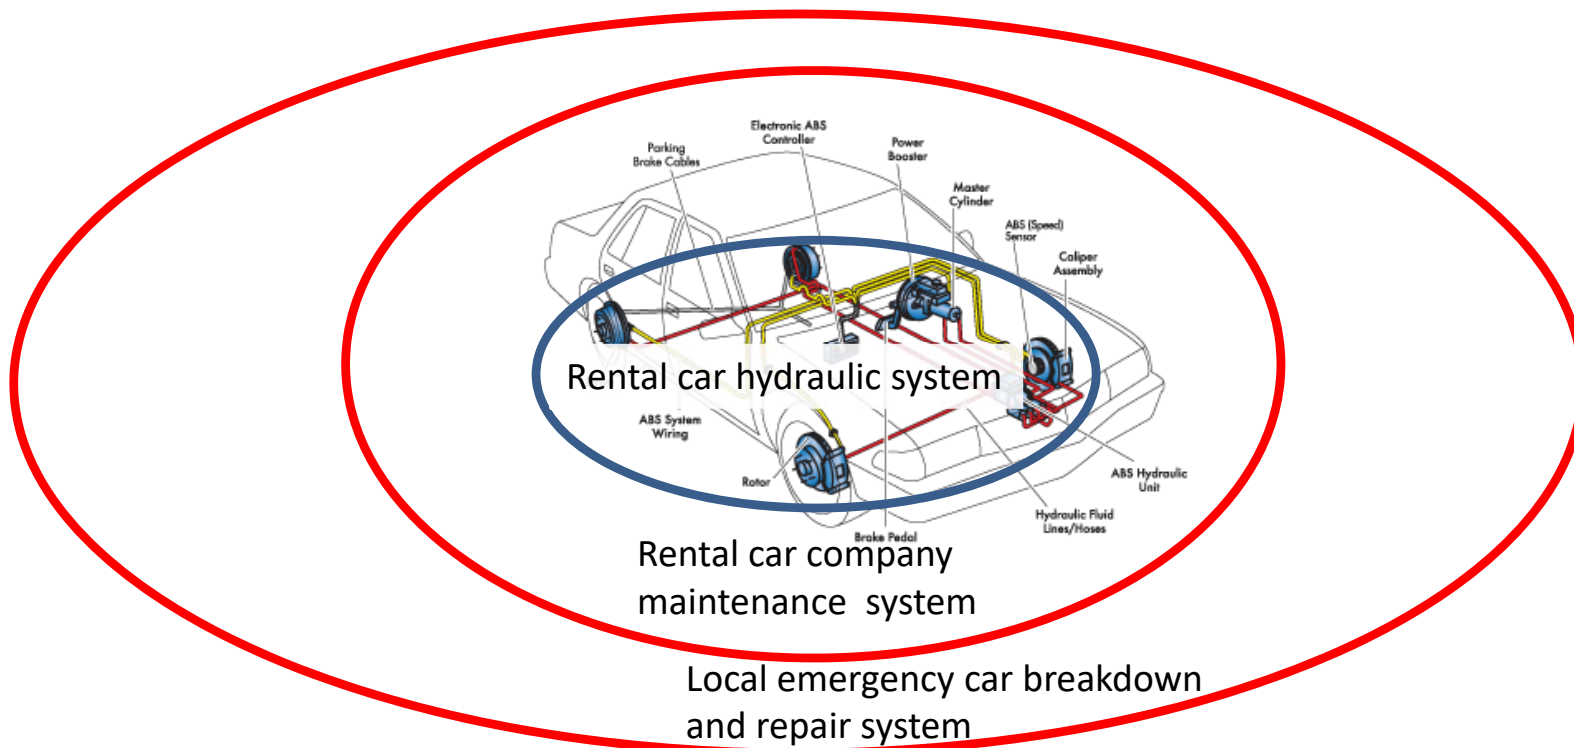 Electronic ABS
Controller
Parking
Brake Cables
Power
Booster
Master
Cylinder
ABS (Speed)
Sensor
Caliper
Assembly
Rental car hydraulic system
ABS System
Wiring
Rotor
ABS Hydraulic
Unit
Hydraulic Fluid
Lines/Hoses
Brake Pedal
Rental car company
maintenance system
Local emergency car breakdown
and repair system